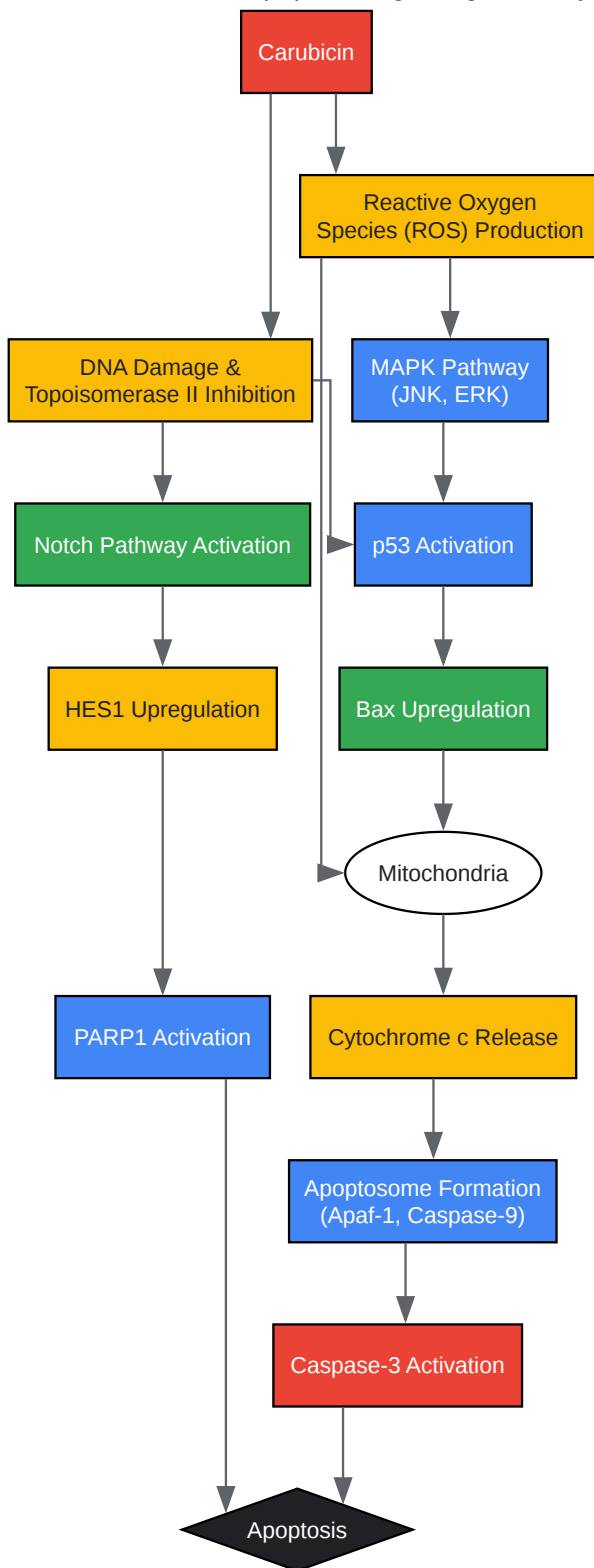 Carubicin
Reactive Oxygen
Species (ROS) Production
DNA Damage &
Topoisomerase II Inhibition
MAPK Pathway
(JNK, ERK)
Notch Pathway Activation
p53 Activation
HES1 Upregulation
Bax Upregulation
Mitochondria
PARP1 Activation
Cytochrome c Release
Apoptosome Formation
(Apaf-1, Caspase-9)
Caspase-3 Activation
Apoptosis